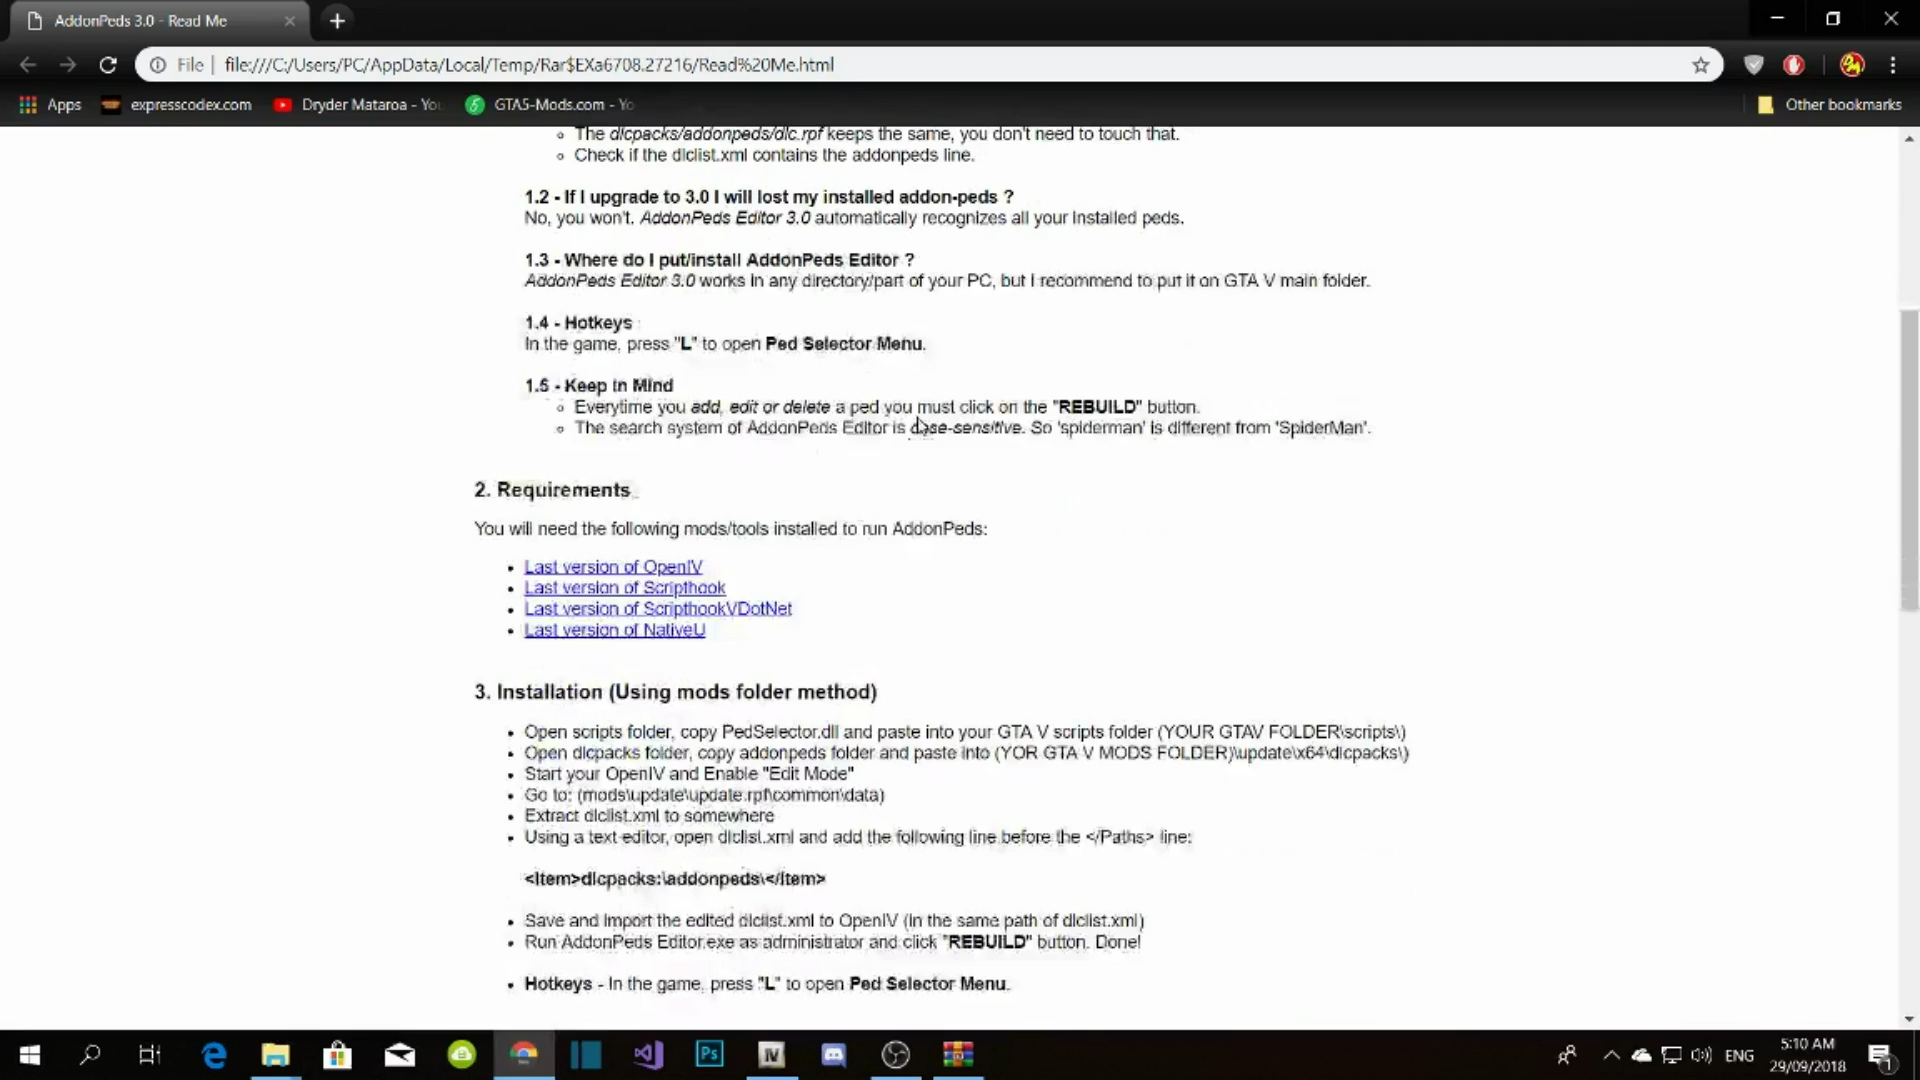 AddonPeds 3.0 - Read Me
File | file:///C:/Users/PC/AppData/Local/Temp/Rar$EXa6708.27216/Read%20Me.html
Apps expresscodex.com Dryder Mataroa - You GTA5-Mods.com - Yo Other bookmarks
The dlcpacks/addonpeds/dlc.rpf keeps the same, you don't need to touch that.
Check if the dlclist.xml contains the addonpeds line.
1.2 - If I upgrade to 3.0 I will lost my installed addon-peds ?
No, you won't. AddonPeds Editor 3.0 automatically recognizes all your installed peds.
1.3 - Where do I put/install AddonPeds Editor ?
AddonPeds Editor 3.0 works in any directory/part of your PC, but I recommend to put it on GTA V main folder.
1.4 - Hotkeys
In the game, press "L" to open Ped Selector Menu.
1.5 - Keep in Mind
Everytime you add, edit or delete a ped you must click on the "REBUILD" button.
The search system of AddonPeds Editor is case-sensitive. So 'spiderman' is different from 'SpiderMan'.
2. Requirements
You will need the following mods/tools installed to run AddonPeds:
Last version of OpenIV
Last version of Scripthook
Last version of ScripthookVDotNet
Last version of NativeUI
3. Installation (Using mods folder method)
Open scripts folder, copy PedSelector.dll and paste into your GTA V scripts folder (YOUR GTAV FOLDER\scripts\)
Open dlcpacks folder, copy addonpeds folder and paste into (YOR GTA V MODS FOLDER)\update\x64\dlcpacks\)
Start your OpenIV and Enable "Edit Mode"
Go to: (mods\update\update.rpf\common\data)
Extract dlclist.xml to somewhere
Using a text editor, open dlclist.xml and add the following line before the </Paths> line:
<Item>dlcpacks:\addonpeds\</Item>
Save and Import the edited dlclist.xml to OpenIV (in the same path of dlclist.xml)
Run AddonPeds Editor.exe as administrator and click "REBUILD" button. Done!
Hotkeys - In the game, press "L" to open Ped Selector Menu.
Ps IV ENG 5:10 AM
29/09/2018 1